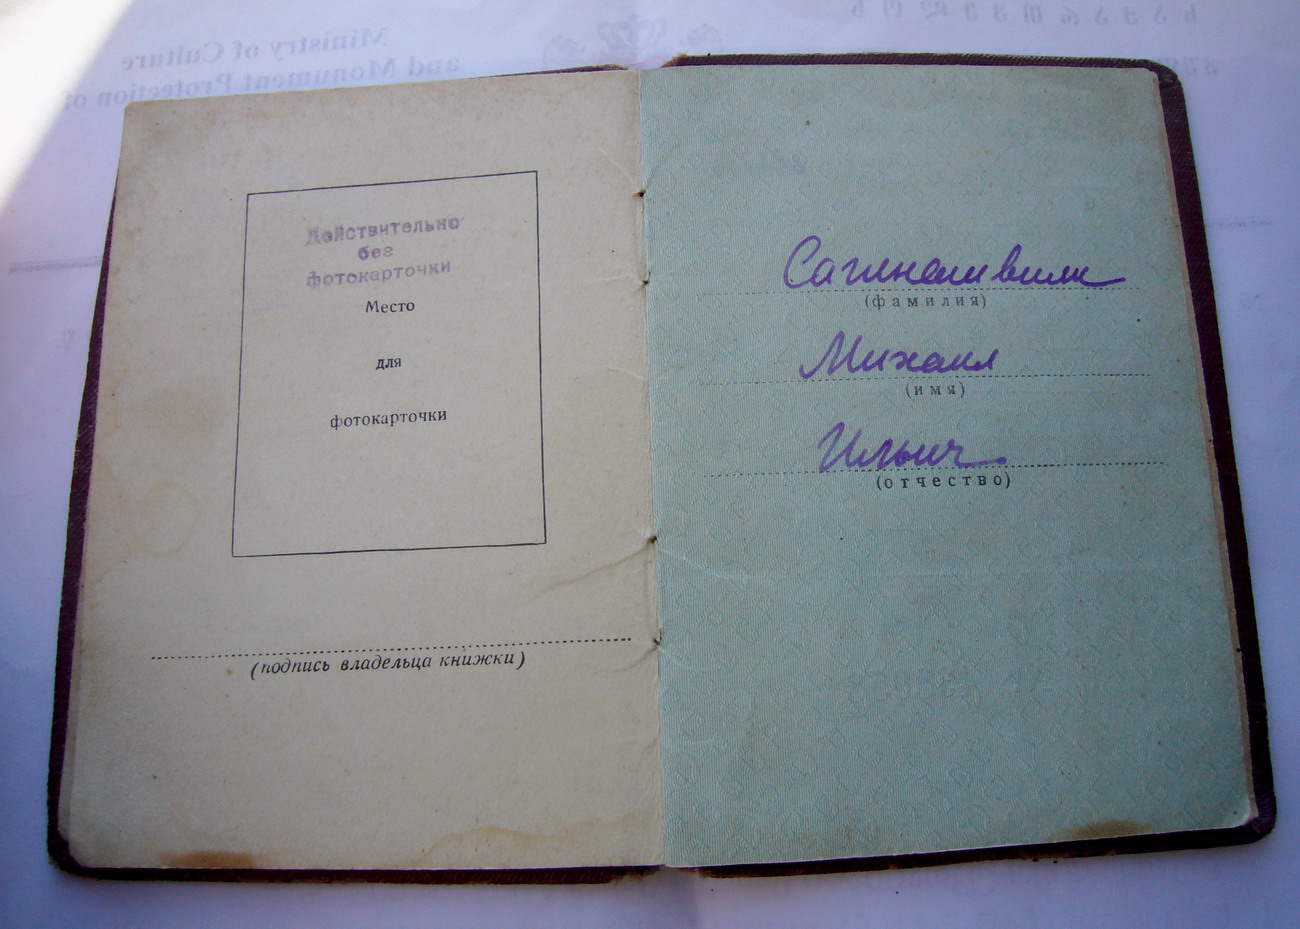 Ministry of Culture
and Monument Protection of
საქართველოს
Действительно
без
фотокарточки
Место
для
фотокарточки
(подпись владельца книжки)
Сагинашвили
(фамилия)
Михаил
(имя)
Ильич
(отчество)